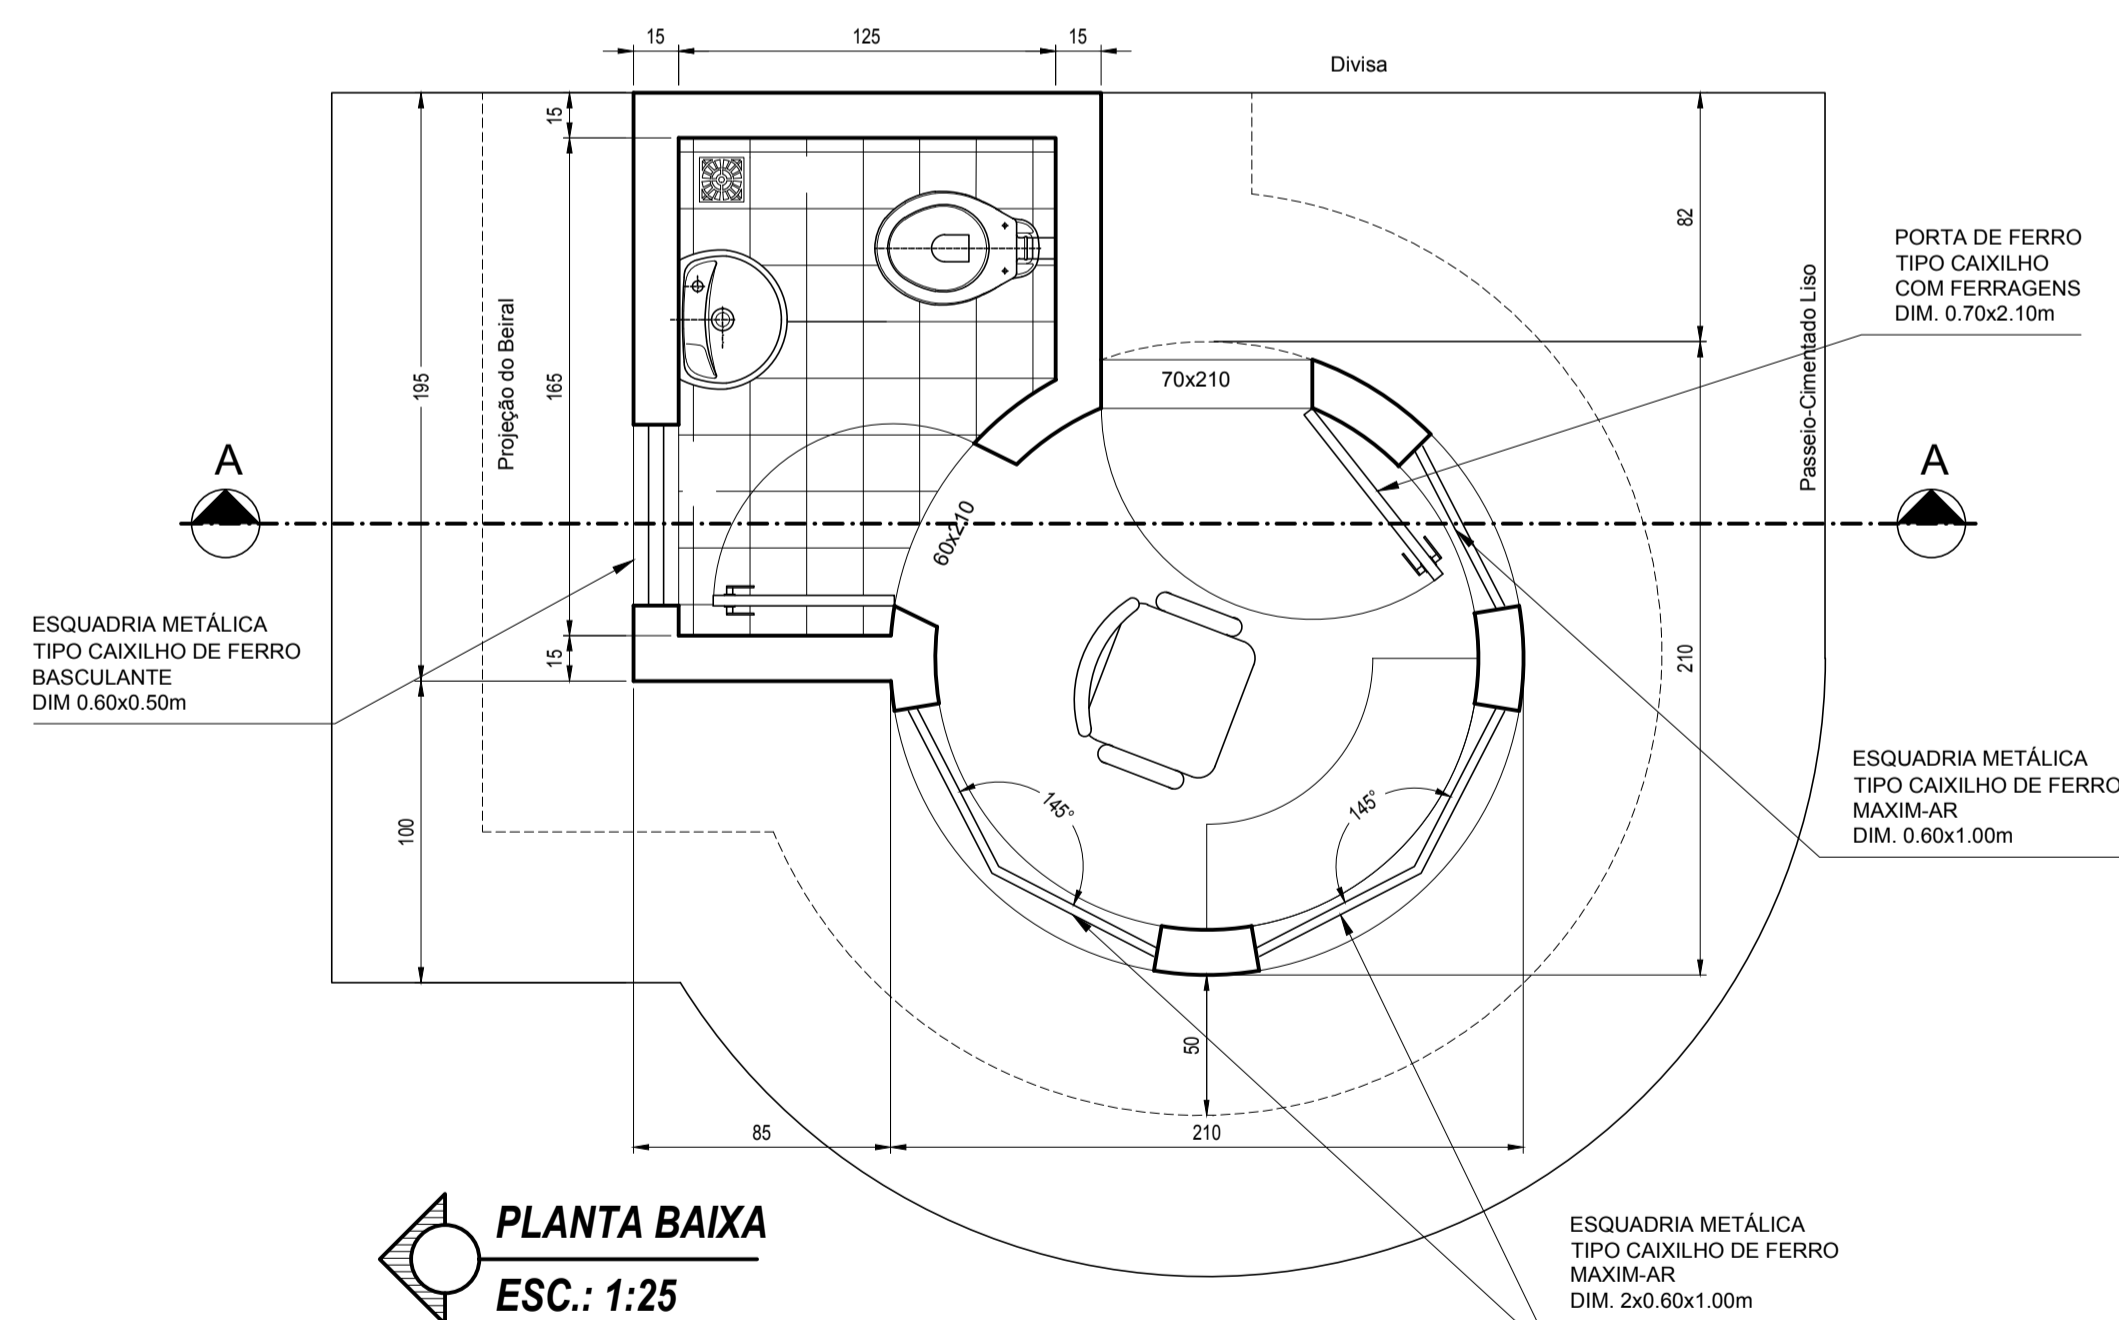 15
125
15
Divisa
15
82
PORTA DE FERRO
TIPO CAIXILHO
COM FERRAGENS
DIM. 0.70x2.10m
Projeção do Beiral
Passeio-Cimentado Liso
195
165
70x210
A
A
60x210
ESQUADRIA METÁLICA
TIPO CAIXILHO DE FERRO
BASCULANTE
DIM 0.60x0.50m
15
210
ESQUADRIA METÁLICA
TIPO CAIXILHO DE FERRO
MAXIM-AR
DIM. 0.60x1.00m
100
145°
145°
50
85
210
PLANTA BAIXA
ESC.: 1:25
ESQUADRIA METÁLICA
TIPO CAIXILHO DE FERRO
MAXIM-AR
DIM. 2x0.60x1.00m